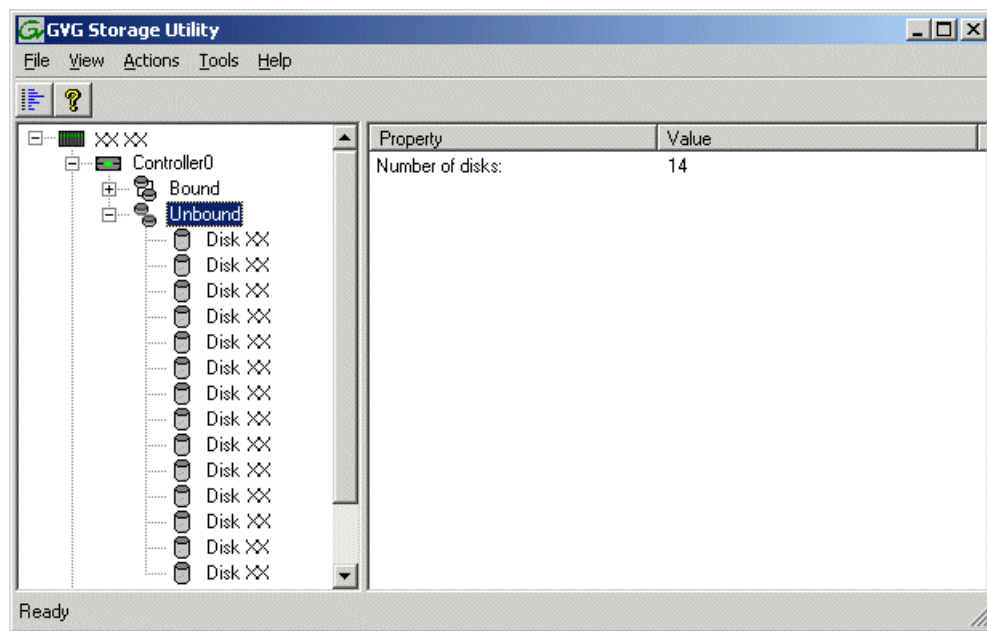 GVG Storage Utility
File View Actions Tools Help
XX XX
Controller0
Bound
Unbound
Disk XX
Disk XX
Disk XX
Disk XX
Disk XX
Disk XX
Disk XX
Disk XX
Disk XX
Disk XX
Disk XX
Disk XX
Disk XX
Disk XX
Property Value
Number of disks: 14
Ready